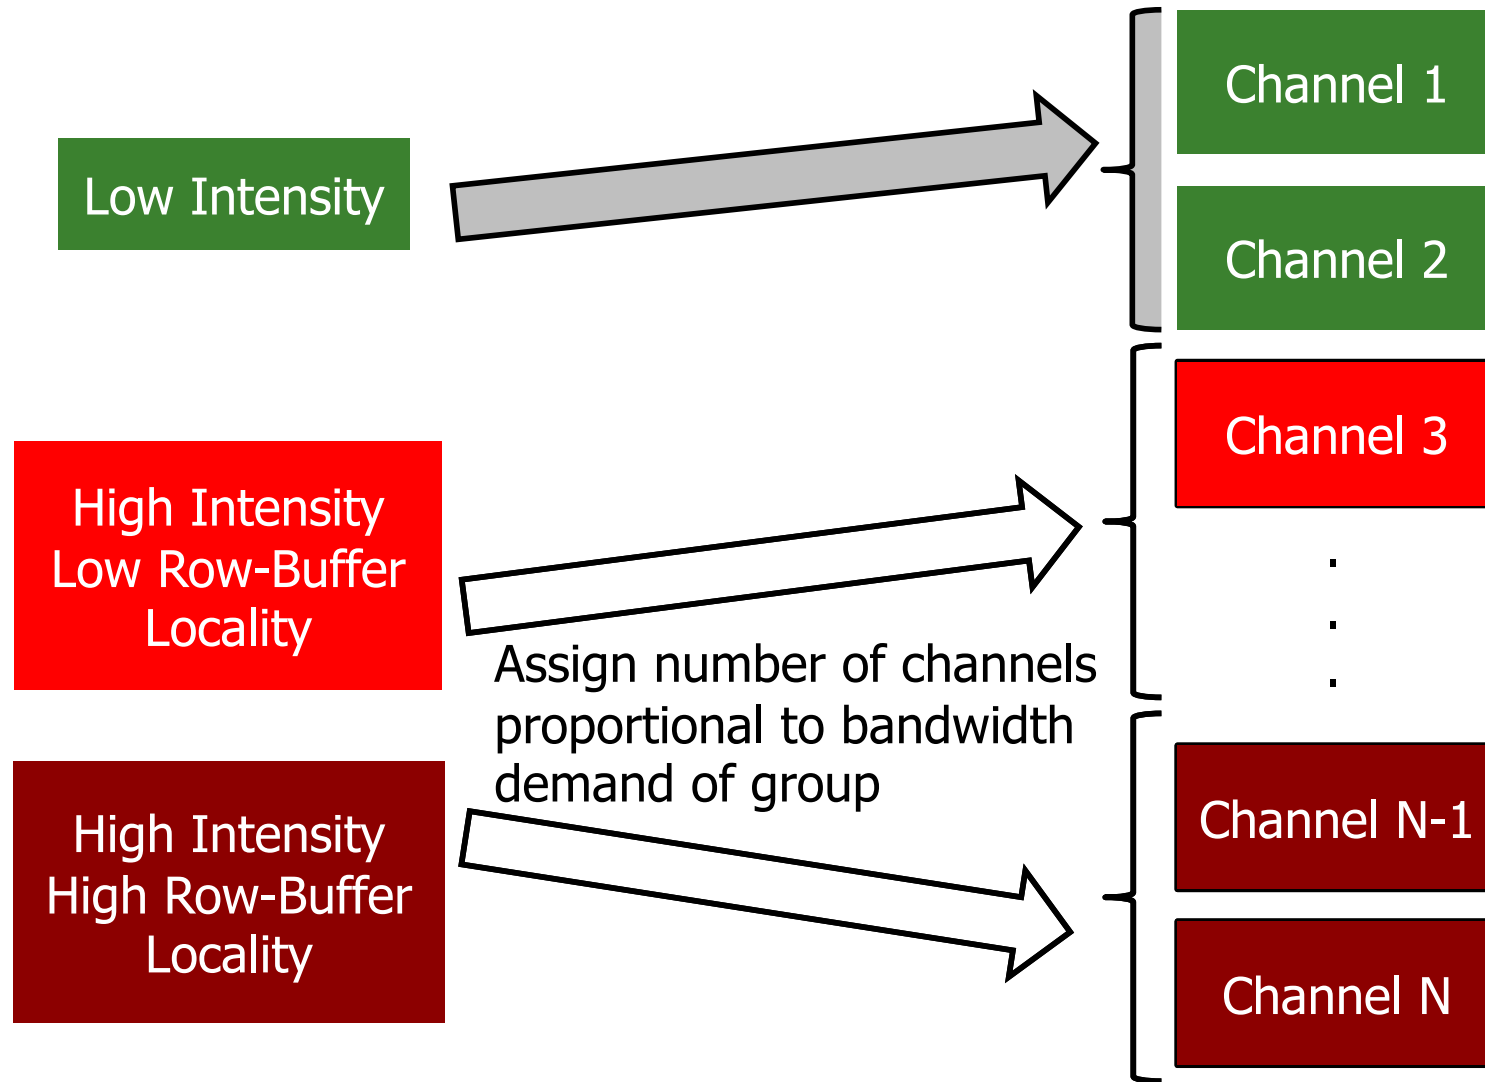 Low Intensity
High Intensity
Low Row-Buffer
Locality
High Intensity
High Row-Buffer
Locality
Assign number of channels
proportional to bandwidth
demand of group
Channel 1
Channel 2
Channel 3
.
.
.
Channel N-1
Channel N